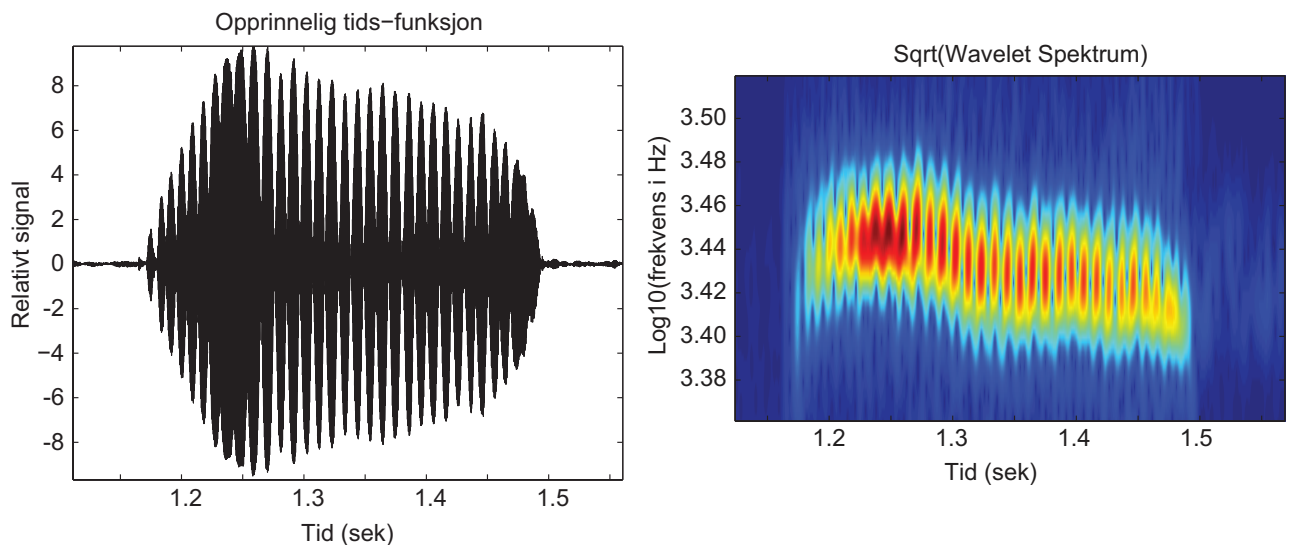 Opprinnelig tids−funksjon
Relativt signal
8
6
4
2
0
−2
−4
-6
-8
1.2 1.3 1.4 1.5
Tid (sek)
Sqrt(Wavelet Spektrum)
Log10(frekvens i Hz)
3.50
3.48
3.46
3.44
3.42
3.40
3.38
1.2 1.3 1.4 1.5
Tid (sek)